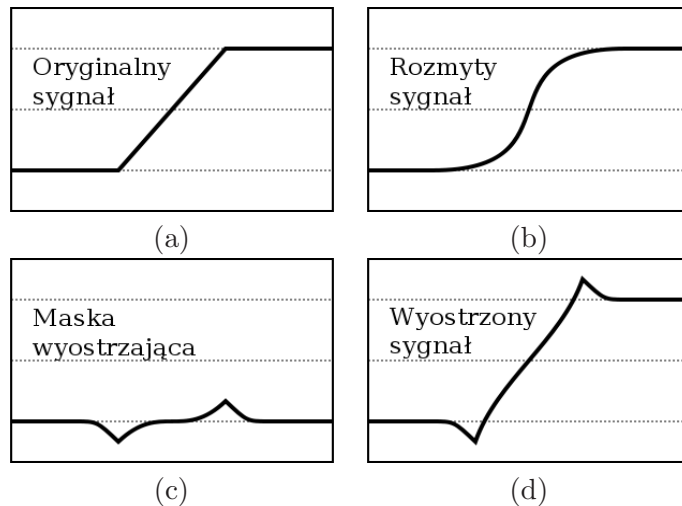 Oryginalny
sygnał
(a)
Rozmyty
sygnał
(b)
Maska
wyostrzająca
(c)
Wyostrzony
sygnał
(d)